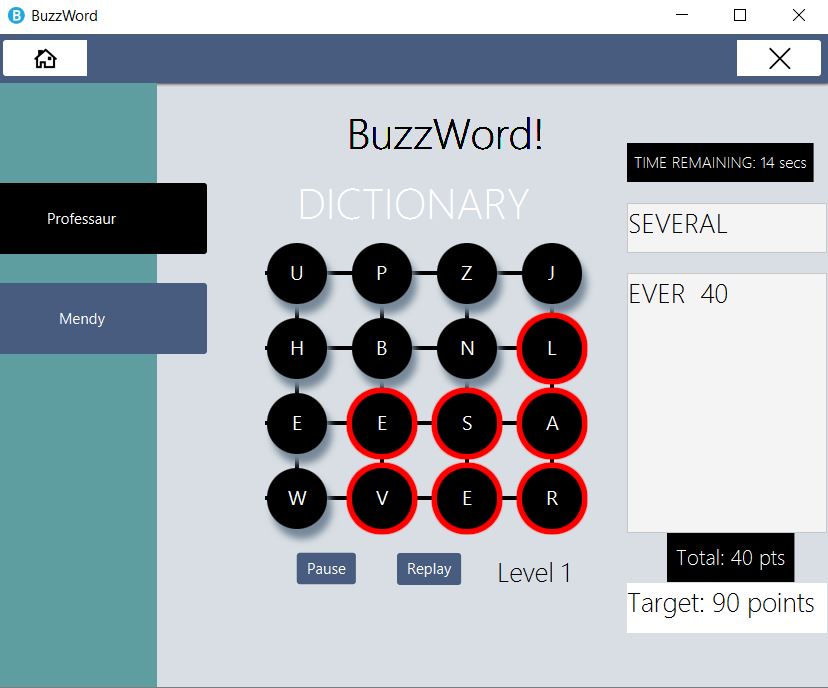 BuzzWord
BuzzWord!
TIME REMAINING: 14 secs
DICTIONARY
Professaur
SEVERAL
U P Z J
EVER 40
Mendy
H B N L
E E S A
W V E R
Pause
Replay
Level 1
Total: 40 pts
Target: 90 points